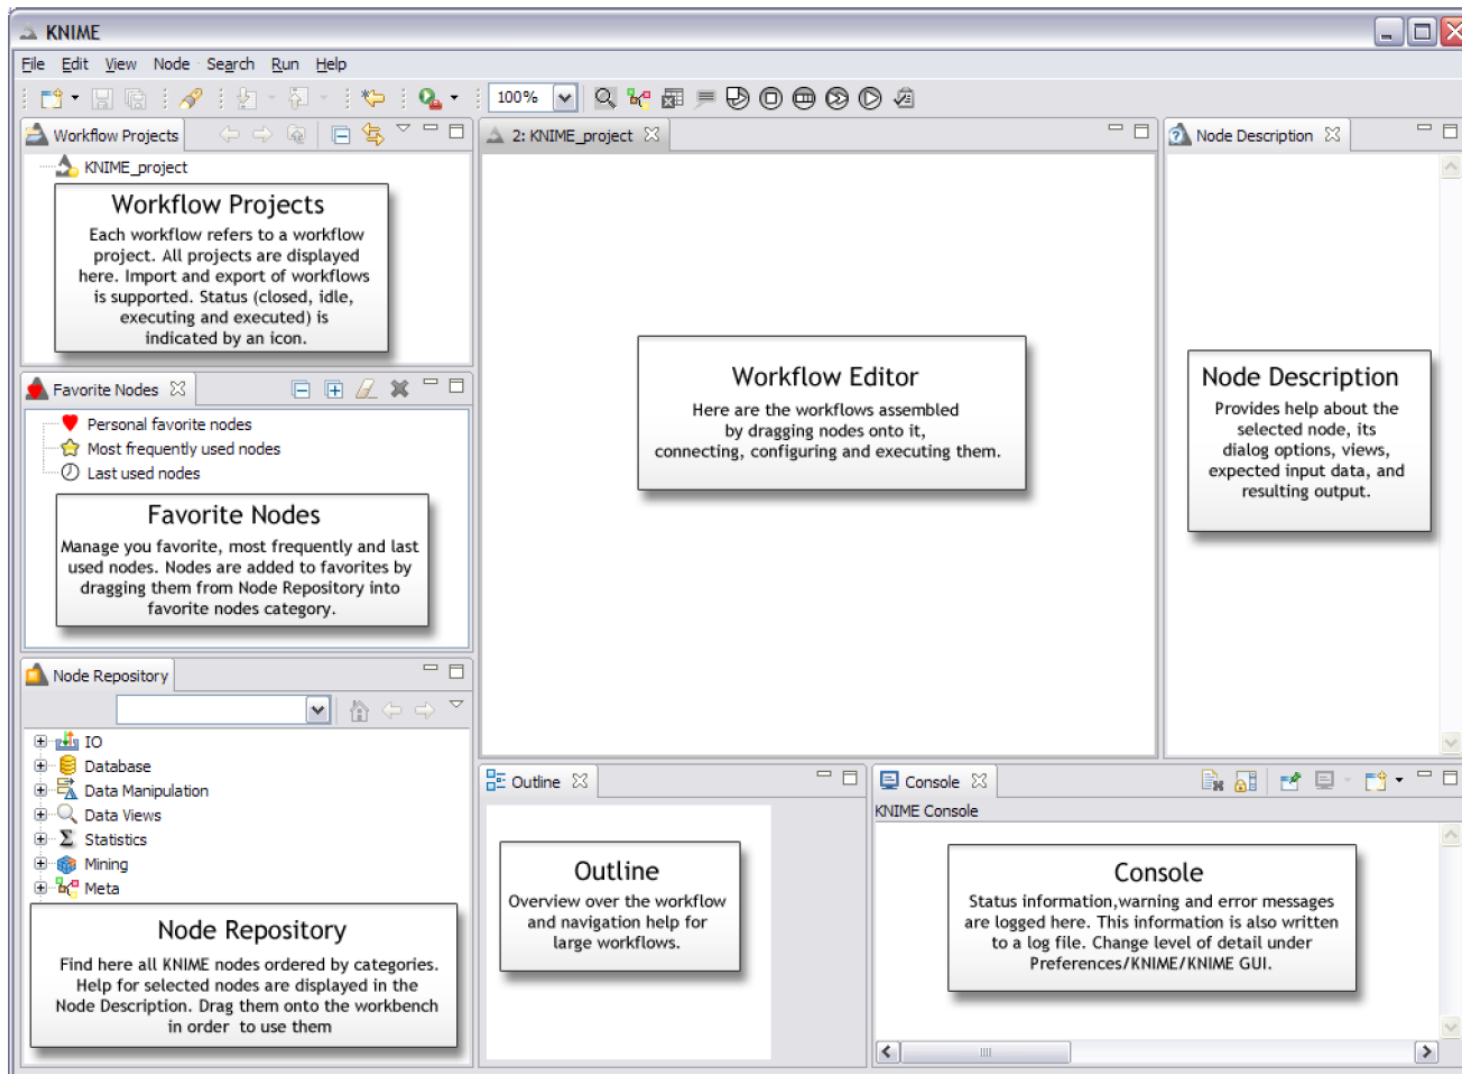 KNIME
File Edit View Node Search Run Help
100%
Workflow Projects
KNIME_project
Workflow Projects
Each workflow refers to a workflow
project. All projects are displayed
here. Import and export of workflows
is supported. Status (closed, idle,
executing and executed) is
indicated by an icon.
Favorite Nodes
Personal favorite nodes
Most frequently used nodes
Last used nodes
Favorite Nodes
Manage you favorite, most frequently and last
used nodes. Nodes are added to favorites by
dragging them from Node Repository into
favorite nodes category.
Node Repository
IO
Database
Data Manipulation
Data Views
Statistics
Mining
Meta
Node Repository
Find here all KNIME nodes ordered by categories.
Help for selected nodes are displayed in the
Node Description. Drag them onto the workbench
in order to use them
2: KNIME_project
Workflow Editor
Here are the workflows assembled
by dragging nodes onto it,
connecting, configuring and executing them.
Node Description
Node Description
Provides help about the
selected node, its
dialog options, views,
expected input data, and
resulting output.
Outline
Outline
Overview over the workflow
and navigation help for
large workflows.
Console
KNIME Console
Console
Status information,warning and error messages
are logged here. This information is also written
to a log file. Change level of detail under
Preferences/KNIME/KNIME GUI.